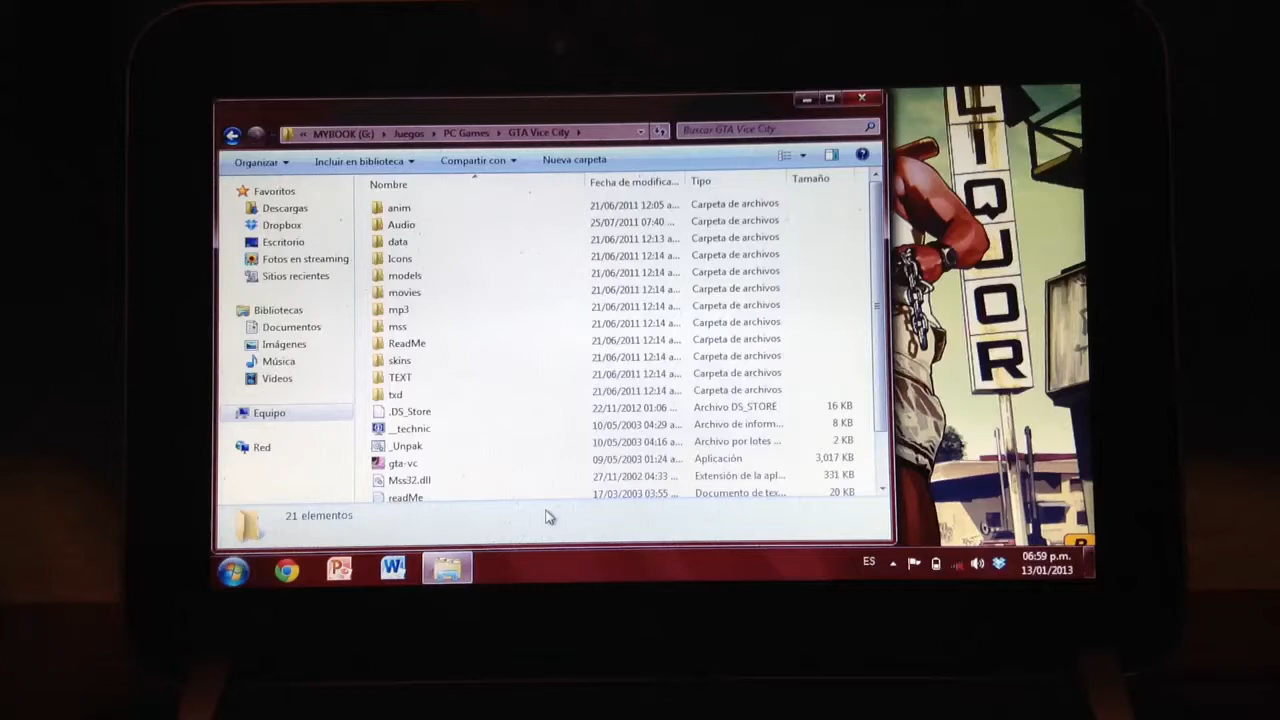 « MYBOOK (G:) ▸ Juegos ▸ PC Games ▸ GTA Vice City ▸ Buscar GTA Vice City
Organizar Incluir en biblioteca Compartir con Nueva carpeta
Favoritos
Descargas
Dropbox
Escritorio
Fotos en streaming
Sitios recientes
Bibliotecas
Documentos
Imágenes
Música
Videos
Equipo
Red
Nombre Fecha de modifica... Tipo Tamaño
anim 21/06/2011 12:05 a... Carpeta de archivos
Audio 25/07/2011 07:40 ... Carpeta de archivos
data 21/06/2011 12:13 a... Carpeta de archivos
Icons 21/06/2011 12:14 a... Carpeta de archivos
models 21/06/2011 12:14 a... Carpeta de archivos
movies 21/06/2011 12:14 a... Carpeta de archivos
mp3 21/06/2011 12:14 a... Carpeta de archivos
mss 21/06/2011 12:14 a... Carpeta de archivos
ReadMe 21/06/2011 12:14 a... Carpeta de archivos
skins 21/06/2011 12:14 a... Carpeta de archivos
TEXT 21/06/2011 12:14 a... Carpeta de archivos
txd 21/06/2011 12:14 a... Carpeta de archivos
.DS_Store 22/11/2012 01:06 ... Archivo DS_STORE 16 KB
__technic 10/05/2003 04:29 a... Archivo de inform... 8 KB
_Unpak 10/05/2003 04:16 a... Archivo por lotes ... 2 KB
gta-vc 09/05/2003 01:24 a... Aplicación 3,017 KB
Mss32.dll 27/11/2002 04:33 ... Extensión de la apl... 331 KB
readMe 17/03/2003 03:55 ... Documento de tex... 20 KB
21 elementos
LIQUOR
ES 06:59 p.m.
13/01/2013